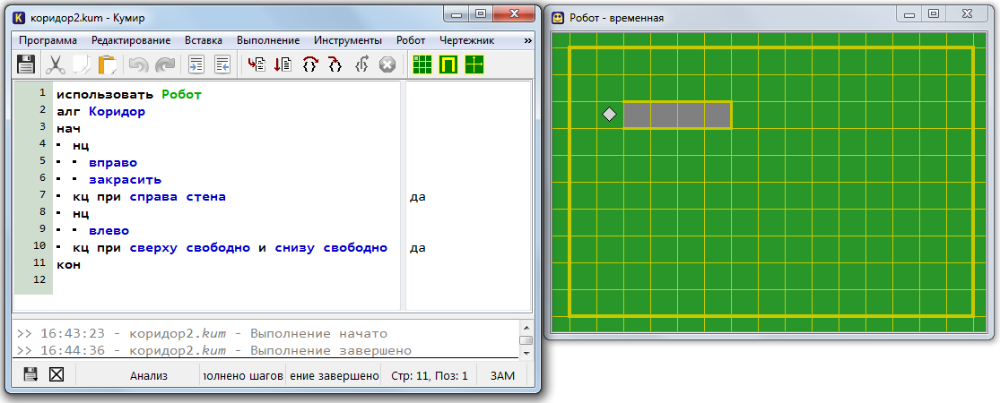 коридор2.kum - Кумир
Программа Редактирование Вставка Выполнение Инструменты Робот Чертежник »
1 использовать Робот
2 алг Коридор
3 нач
4 нц
5 вправо
6 закрасить
7 кц при справа стена да
8 нц
9 влево
10 кц при сверху свободно и снизу свободно да
11 кон
12
>> 16:43:23 - коридор2.kum - Выполнение начато
>> 16:44:36 - коридор2.kum - Выполнение завершено
Анализ лолнено шагов ение завершено Стр: 11, Поз: 1 ЗАМ
Робот - временная